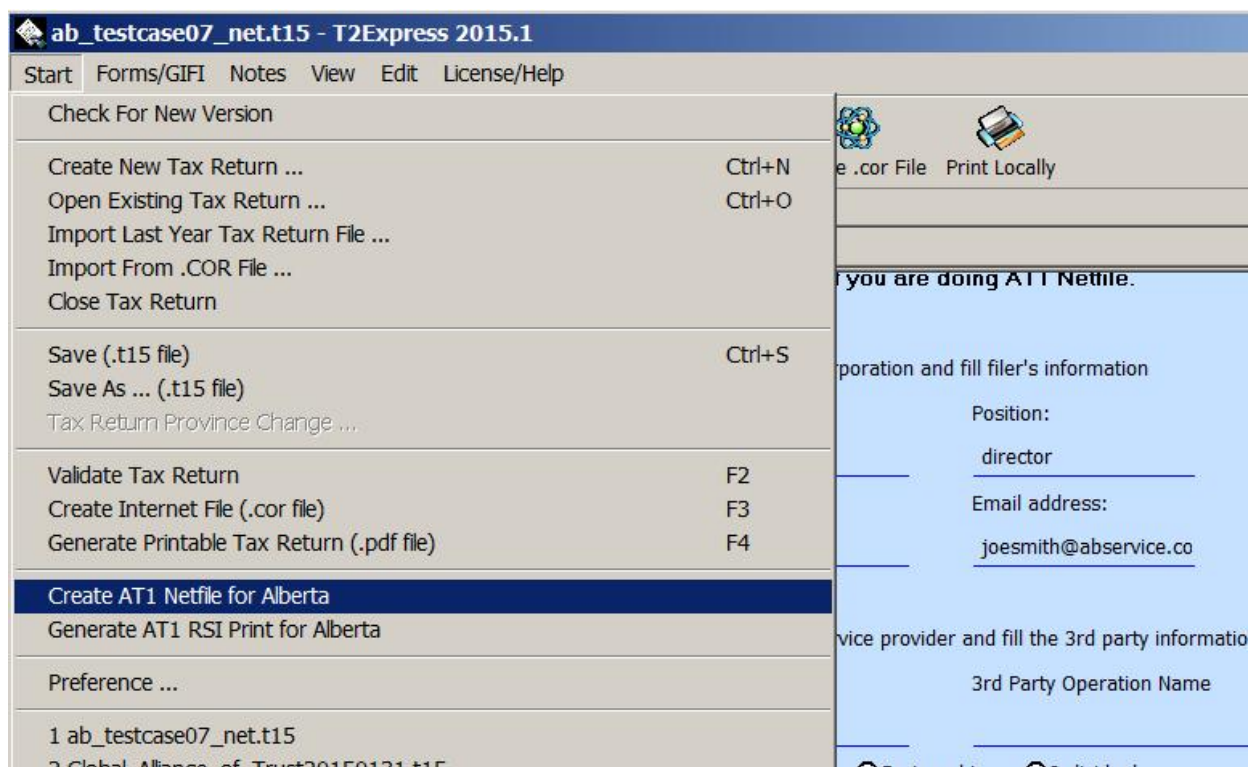 ab_testcase07_net.t15 - T2Express 2015.1
Start Forms/GIFI Notes View Edit License/Help
Check For New Version
Create New Tax Return ... Ctrl+N
Open Existing Tax Return ... Ctrl+O
Import Last Year Tax Return File ...
Import From .COR File ...
Close Tax Return
Save (.t15 file) Ctrl+S
Save As ... (.t15 file)
Tax Return Province Change ...
Validate Tax Return F2
Create Internet File (.cor file) F3
Generate Printable Tax Return (.pdf file) F4
Create AT1 Netfile for Alberta
Generate AT1 RSI Print for Alberta
Preference ...
1 ab_testcase07_net.t15
e .cor File Print Locally
you are doing AT1 Netfile.
rporation and fill filer's information
Position:
director
Email address:
joesmith@abservice.co
vice provider and fill the 3rd party informatio
3rd Party Operation Name